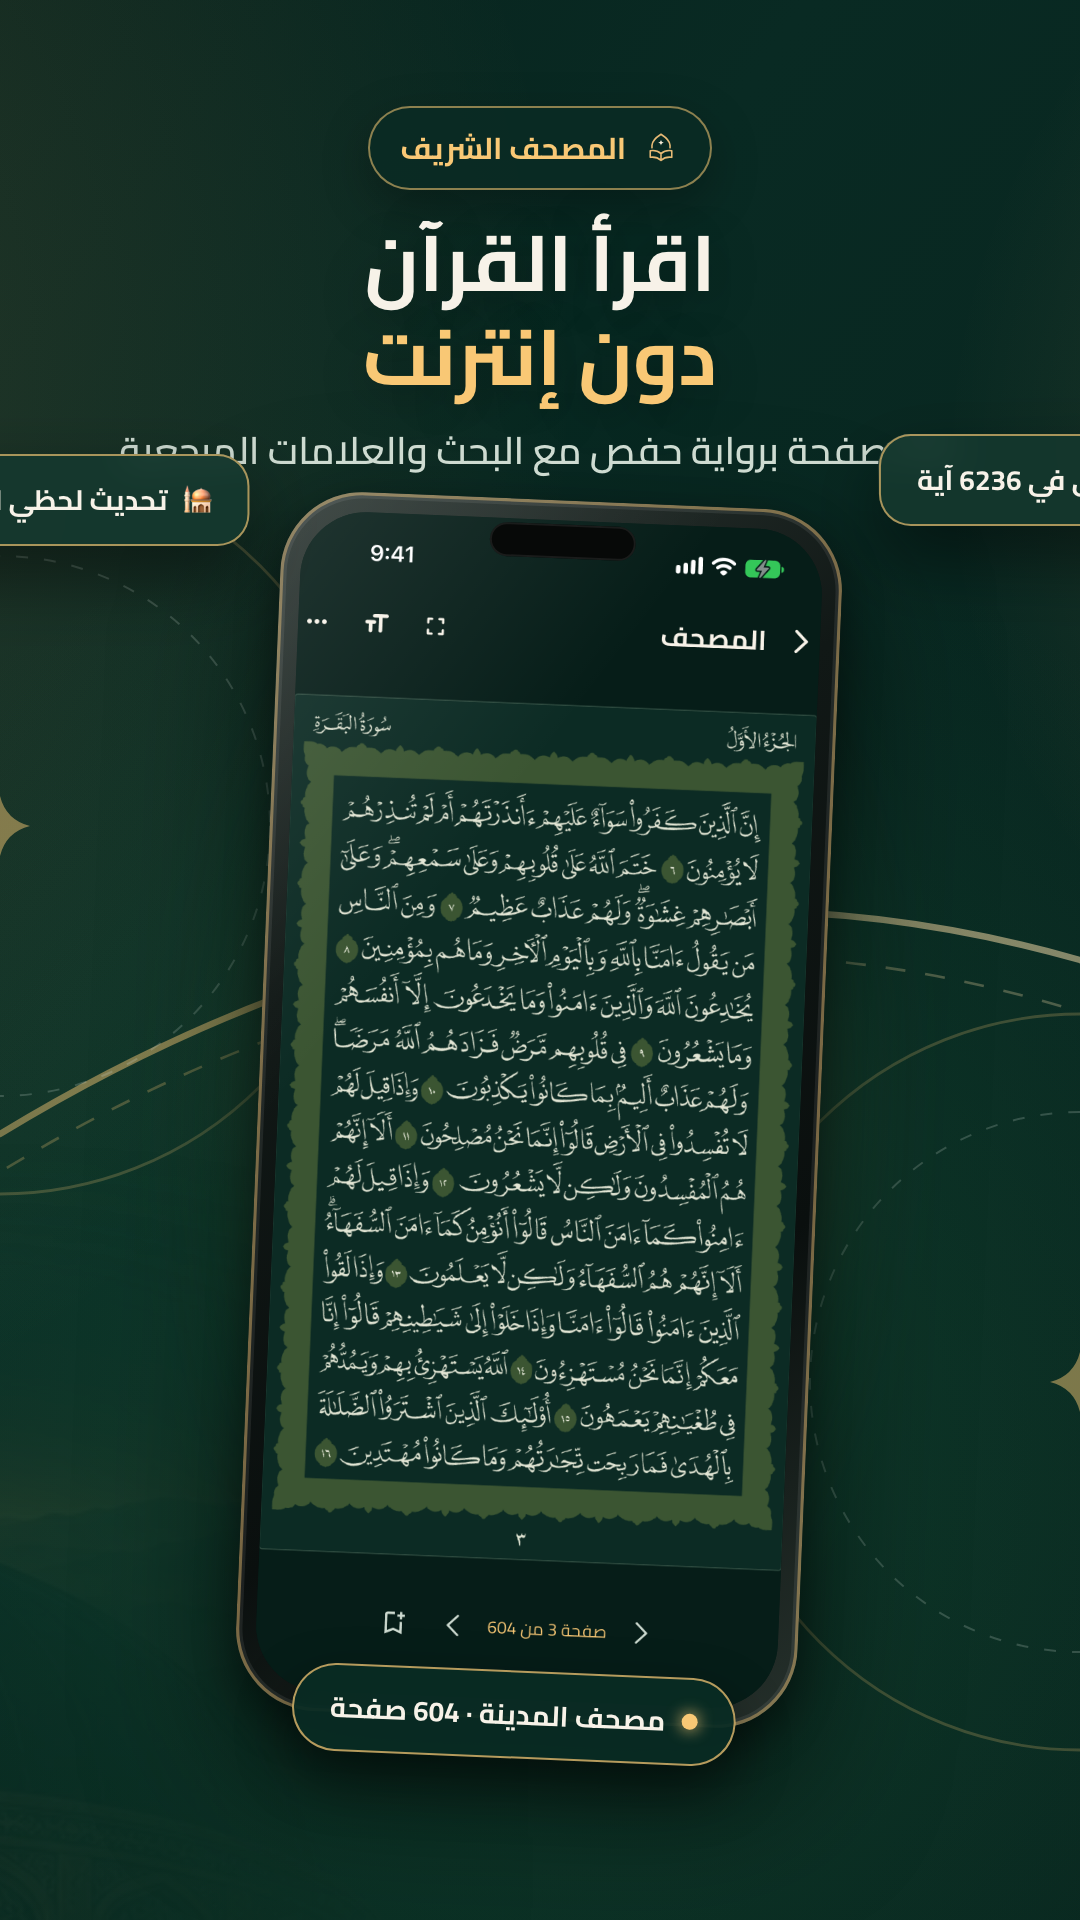 المصحف الشريف
اقرأ القرآن
دون إنترنت
صفحة برواية حفص مع البحث والعلامات المرجعية
في 6236 آية
تحديث لحظي
9:41
المصحف
الجُزْءُ الأَوَّلُ
سُورَةُ البَقَرَةِ
إِنَّ ٱلَّذِينَ كَفَرُوا۟ سَوَآءٌ عَلَيْهِمْ ءَأَنذَرْتَهُمْ أَمْ لَمْ تُنذِرْهُمْ
لَا يُؤْمِنُونَ ٦ خَتَمَ ٱللَّهُ عَلَىٰ قُلُوبِهِمْ وَعَلَىٰ سَمْعِهِمْ ۖ وَعَلَىٰٓ
أَبْصَٰرِهِمْ غِشَٰوَةٌ ۖ وَلَهُمْ عَذَابٌ عَظِيمٌ ٧ وَمِنَ ٱلنَّاسِ
مَن يَقُولُ ءَامَنَّا بِٱللَّهِ وَبِٱلْيَوْمِ ٱلْـَٔاخِرِ وَمَا هُم بِمُؤْمِنِينَ ٨
يُخَٰدِعُونَ ٱللَّهَ وَٱلَّذِينَ ءَامَنُوا۟ وَمَا يَخْدَعُونَ إِلَّآ أَنفُسَهُمْ
وَمَا يَشْعُرُونَ ٩ فِى قُلُوبِهِم مَّرَضٌ فَزَادَهُمُ ٱللَّهُ مَرَضًا ۖ
وَلَهُمْ عَذَابٌ أَلِيمٌۢ بِمَا كَانُوا۟ يَكْذِبُونَ ١٠ وَإِذَا قِيلَ لَهُمْ
لَا تُفْسِدُوا۟ فِى ٱلْأَرْضِ قَالُوٓا۟ إِنَّمَا نَحْنُ مُصْلِحُونَ ١١ أَلَآ إِنَّهُمْ
هُمُ ٱلْمُفْسِدُونَ وَلَٰكِن لَّا يَشْعُرُونَ ١٢ وَإِذَا قِيلَ لَهُمْ
ءَامِنُوا۟ كَمَآ ءَامَنَ ٱلنَّاسُ قَالُوٓا۟ أَنُؤْمِنُ كَمَآ ءَامَنَ ٱلسُّفَهَآءُ ۗ
أَلَآ إِنَّهُمْ هُمُ ٱلسُّفَهَآءُ وَلَٰكِن لَّا يَعْلَمُونَ ١٣ وَإِذَا لَقُوا۟
ٱلَّذِينَ ءَامَنُوا۟ قَالُوٓا۟ ءَامَنَّا وَإِذَا خَلَوْا۟ إِلَىٰ شَيَٰطِينِهِمْ قَالُوٓا۟ إِنَّا
مَعَكُمْ إِنَّمَا نَحْنُ مُسْتَهْزِءُونَ ١٤ ٱللَّهُ يَسْتَهْزِئُ بِهِمْ وَيَمُدُّهُمْ
فِى طُغْيَٰنِهِمْ يَعْمَهُونَ ١٥ أُو۟لَٰٓئِكَ ٱلَّذِينَ ٱشْتَرَوُا۟ ٱلضَّلَٰلَةَ
بِٱلْهُدَىٰ فَمَا رَبِحَت تِّجَٰرَتُهُمْ وَمَا كَانُوا۟ مُهْتَدِينَ ١٦
٣
صفحة 3 من 604
مصحف المدينة · 604 صفحة